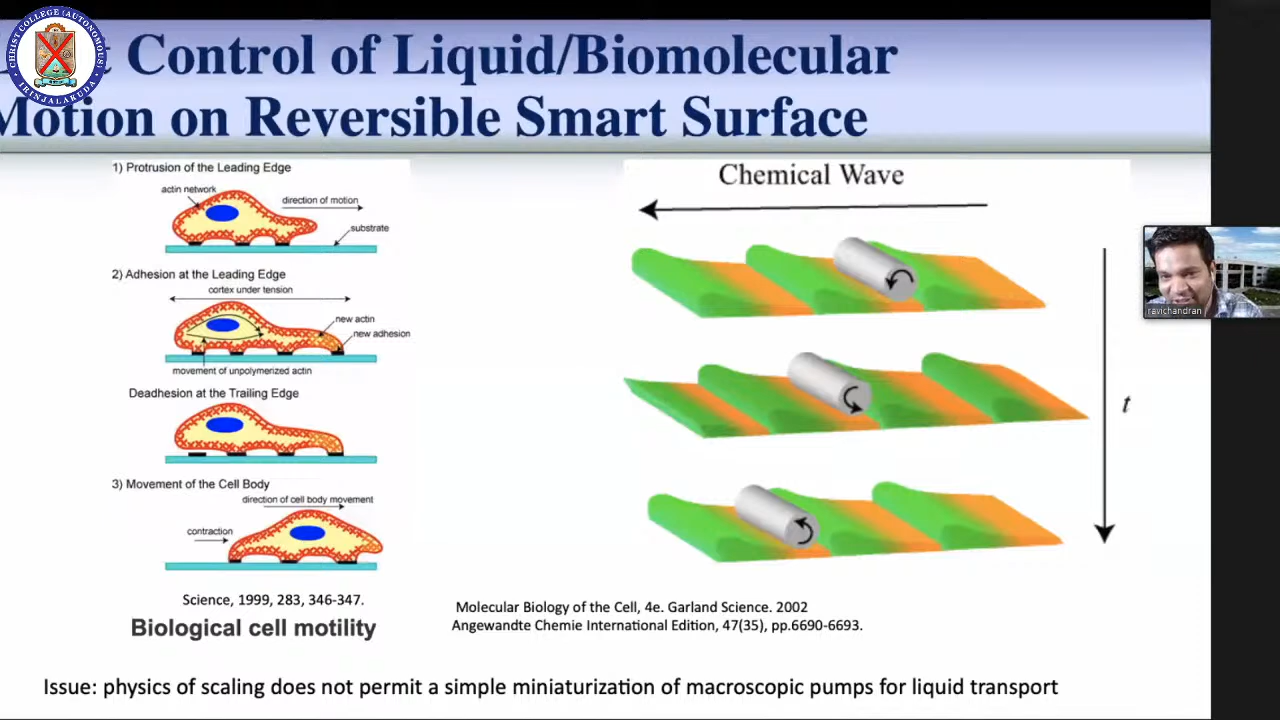 CHRIST COLLEGE (AUTONOMOUS)
IRINJALAKUDA
t Control of Liquid/Biomolecular
Motion on Reversible Smart Surface
1) Protrusion of the Leading Edge
actin network
direction of motion
substrate
2) Adhesion at the Leading Edge
cortex under tension
new actin
new adhesion
movement of unpolymerized actin
Deadhesion at the Trailing Edge
3) Movement of the Cell Body
direction of cell body movement
contraction
Science, 1999, 283, 346-347.
Biological cell motility
Chemical Wave
t
ravichandran
Molecular Biology of the Cell, 4e. Garland Science. 2002
Angewandte Chemie International Edition, 47(35), pp.6690-6693.
Issue: physics of scaling does not permit a simple miniaturization of macroscopic pumps for liquid transport